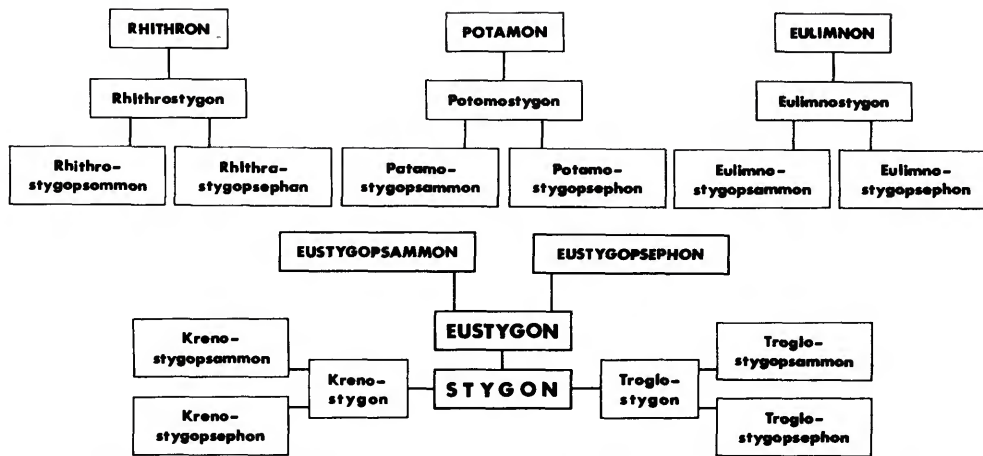 RHITHRON
POTAMON
EULIMNON
Rhithrostygon
Potomostygon
Eulimnostygon
Rhithro-
stygopsommon
Rhithra-
stygopsephan
Patamo-
stygopsammon
Potamo-
stygopsephon
Eulimno-
stygopsammon
Eulimno-
stygopsephon
EUSTYGOPSAMMON
EUSTYGOPSEPHON
EUSTYGON
STYGON
Kreno-
stygopsammon
Kreno-
stygon
Kreno-
stygopsephon
Troglo-
stygon
Troglo-
stygopsammon
Troglo-
stygopsephon